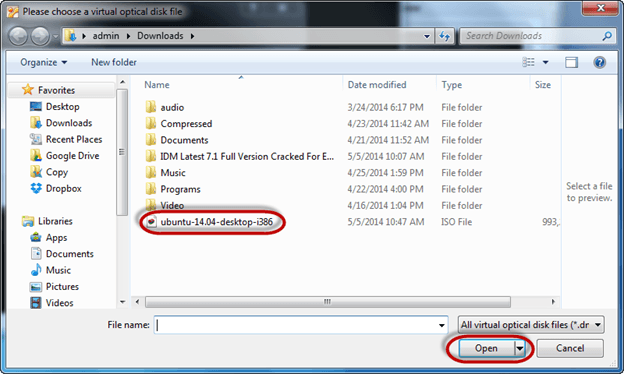 Please choose a virtual optical disk file
admin Downloads Search Downloads
Organize New folder
Favorites
Desktop
Downloads
Recent Places
Google Drive
Copy
Dropbox
Libraries
Apps
Documents
Music
Pictures
Videos
Name Date modified Type Size
audio 3/24/2014 6:17 PM File folder
Compressed 4/23/2014 11:42 AM File folder
Documents 4/21/2014 11:52 AM File folder
IDM Latest 7.1 Full Version Cracked For E... 5/5/2014 10:07 AM File folder
Music 4/25/2014 1:59 PM File folder
Programs 4/22/2014 4:00 PM File folder
Video 4/16/2014 1:04 PM File folder
ubuntu-14.04-desktop-i386 5/5/2014 10:47 AM ISO File 993,
Select a file
to preview.
File name: All virtual optical disk files (*.dr
Open Cancel